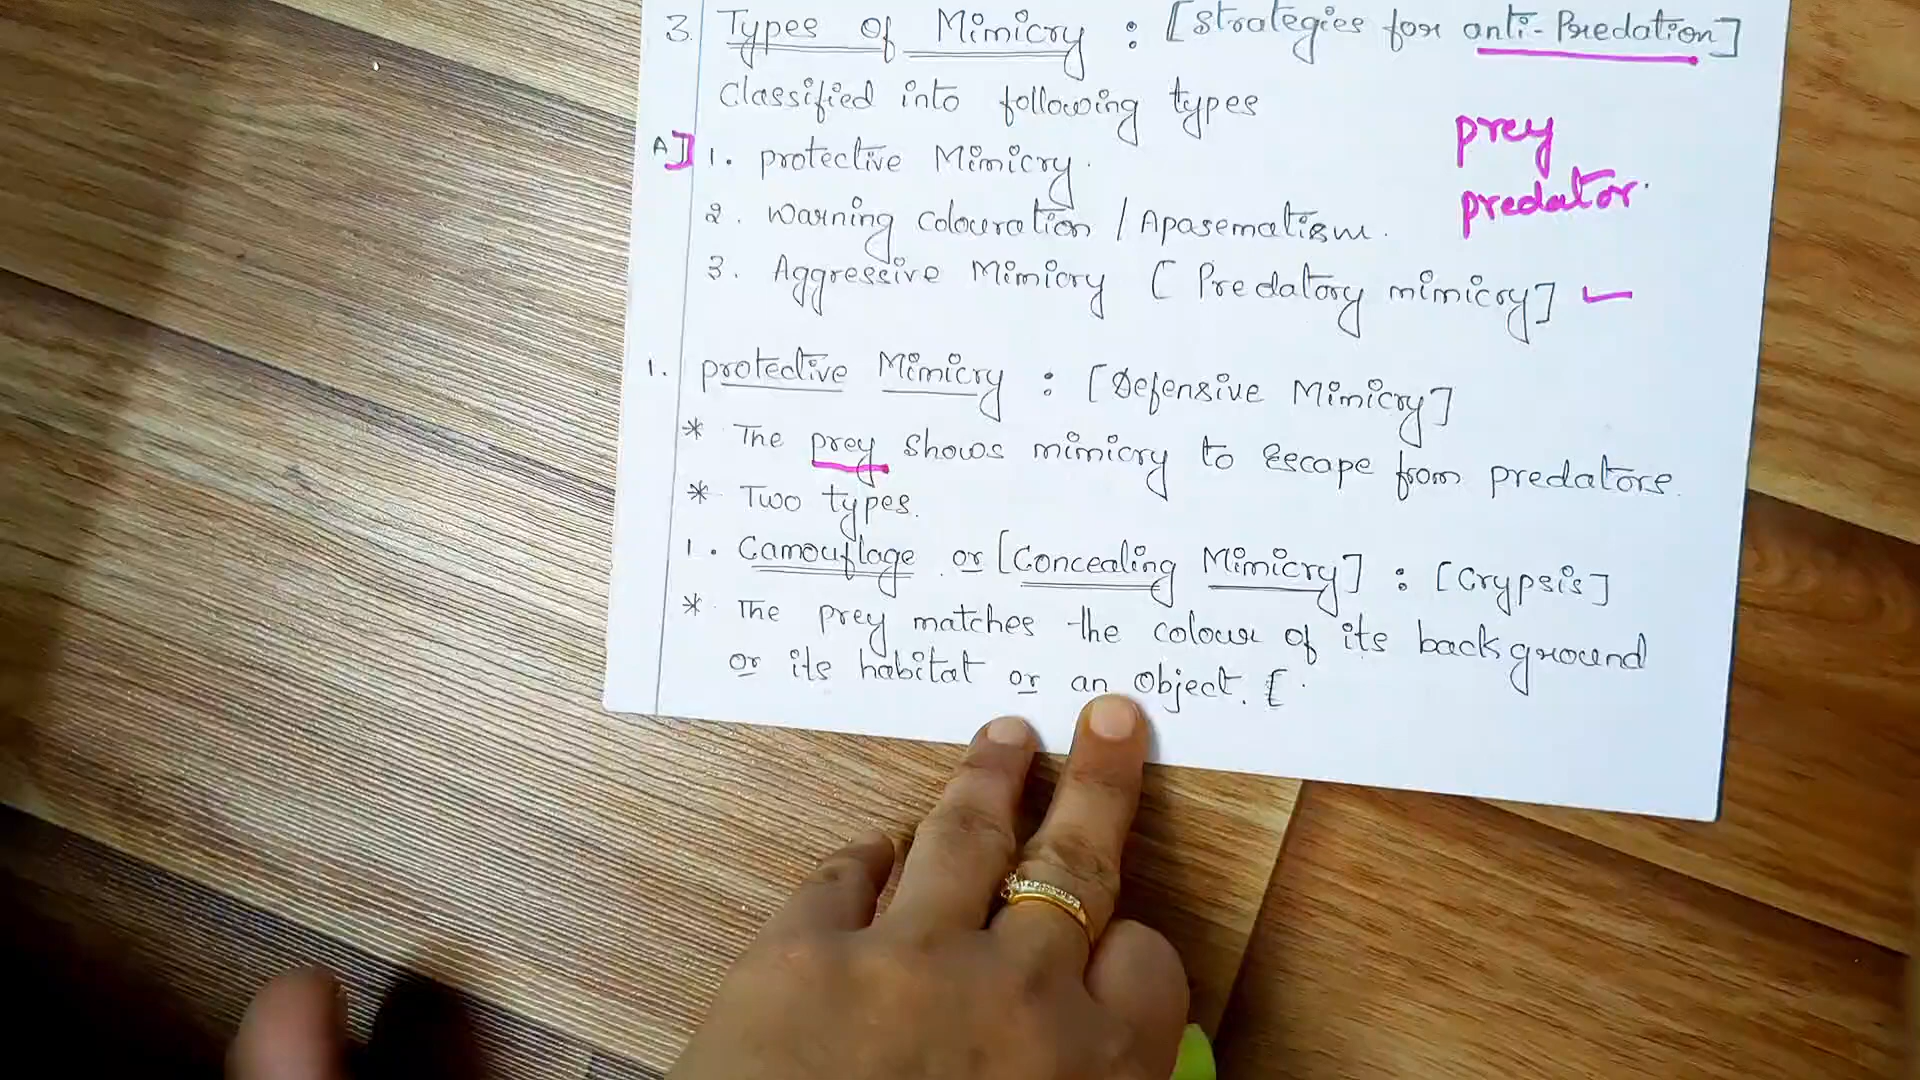 3. Types of Mimicry : [Strategies for anti-Predation]
Classified into following types
A] 1. protective Mimicry.
prey
predator.
2. Warning Colouration / Aposematism.
3. Aggressive Mimicry [Predatory mimicry]
1. protective Mimicry : [Defensive Mimicry]
* The prey shows mimicry to Escape from predators.
* Two types.
1. Camouflage or [Concealing Mimicry] : [Crypsis]
* The prey matches the colour of its background
or its habitat or an Object. [